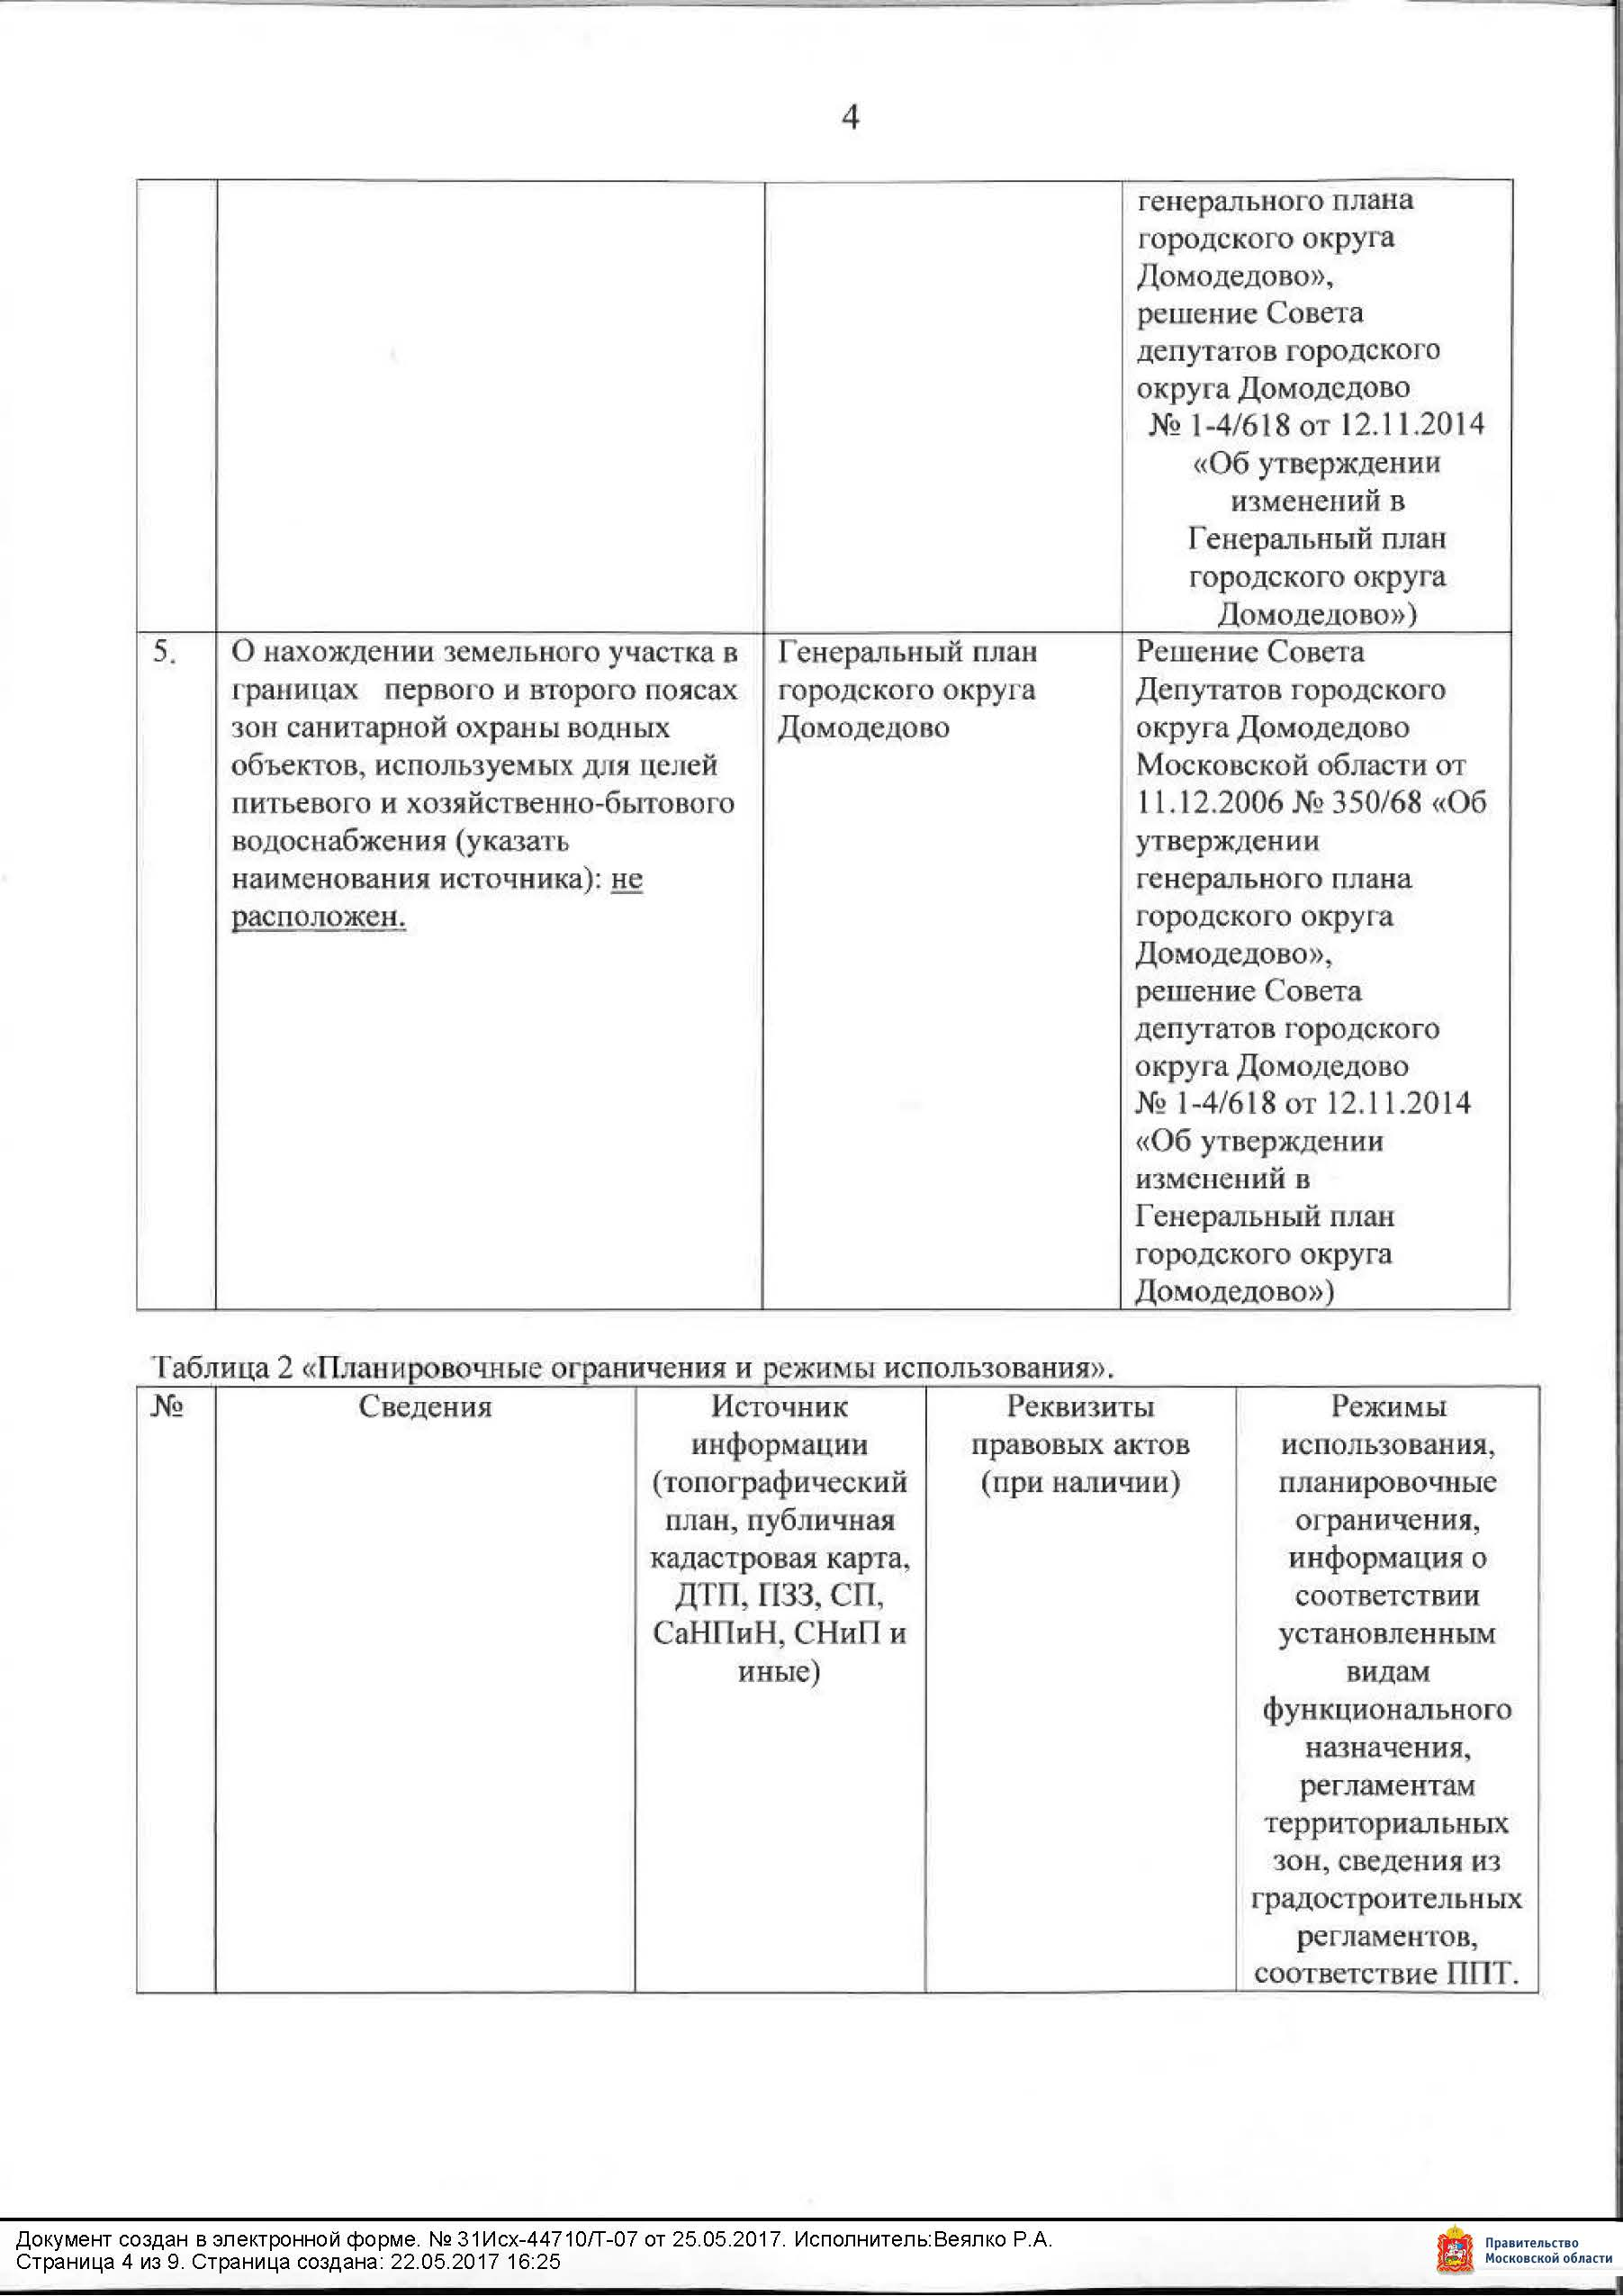 4
генерального плана
городского округа
Домодедово»,
решение Совета
депутатов городского
округа Домодедово
№ 1-4/618 от 12.11.2014
«Об утверждении
изменений в
Генеральный план
городского округа
Домодедово»)
5.
О нахождении земельного участка в
границах первого и второго поясах
зон санитарной охраны водных
объектов, используемых для целей
питьевого и хозяйственно-бытового
водоснабжения (указать
наименования источника): не
расположен.
Генеральный план
городского округа
Домодедово
Решение Совета
Депутатов городского
округа Домодедово
Московской области от
11.12.2006 № 350/68 «Об
утверждении
генерального плана
городского округа
Домодедово»,
решение Совета
депутатов городского
округа Домодедово
№ 1-4/618 от 12.11.2014
«Об утверждении
изменений в
Генеральный план
городского округа
Домодедово»)
Таблица 2 «Планировочные ограничения и режимы использования».
№
Сведения
Источник
информации
(топографический
план, публичная
кадастровая карта,
ДТП, ПЗЗ, СП,
СаНПиН, СНиП и
иные)
Реквизиты
правовых актов
(при наличии)
Режимы
использования,
планировочные
ограничения,
информация о
соответствии
установленным
видам
функционального
назначения,
регламентам
территориальных
зон, сведения из
градостроительных
регламентов,
соответствие ППТ.
Документ создан в электронной форме. № 31Исх-44710/Т-07 от 25.05.2017. Исполнитель:Веялко Р.А.
Страница 4 из 9. Страница создана: 22.05.2017 16:25
Правительство
Московской области